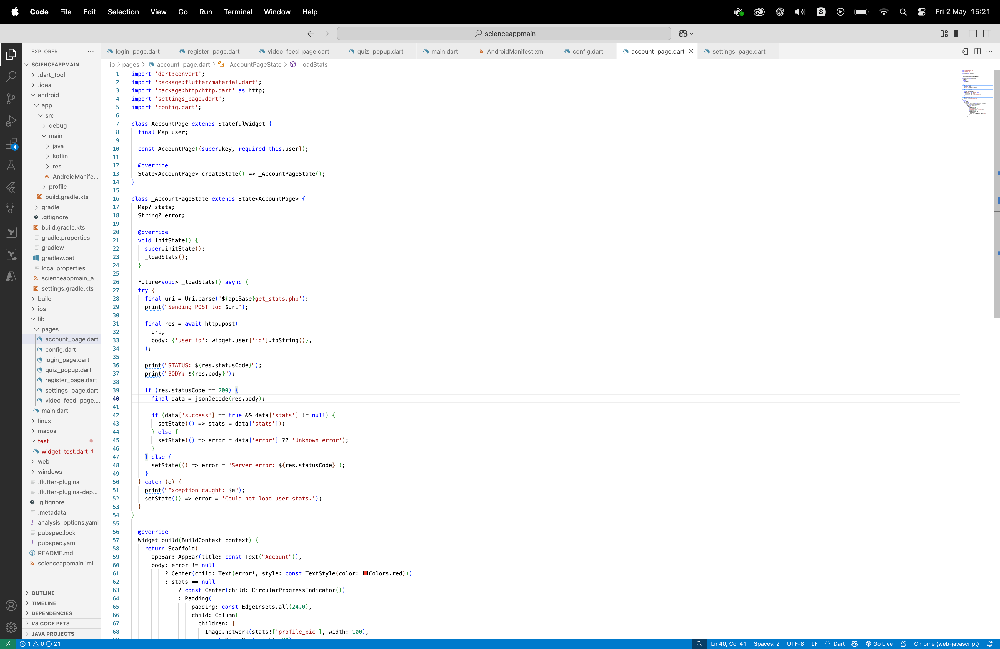 Code File Edit Selection View Go Run Terminal Window Help
S
Fri 2 May 15:21
scienceappmain
EXPLORER
login_page.dart
register_page.dart
video_feed_page.dart
quiz_popup.dart
main.dart
AndroidManifest.xml
config.dart
account_page.dart
settings_page.dart
lib > pages > account_page.dart > _AccountPageState > _loadStats
SCIENCEAPPMAIN
.dart_tool
.idea
android
app
src
debug
main
java
kotlin
res
AndroidManife...
profile
build.gradle.kts
gradle
.gitignore
build.gradle.kts
gradle.properties
gradlew
gradlew.bat
local.properties
scienceappmain_a...
settings.gradle.kts
build
ios
lib
pages
account_page.dart
config.dart
login_page.dart
quiz_popup.dart
register_page.dart
settings_page.dart
video_feed_page....
main.dart
linux
macos
test
widget_test.dart 1
web
windows
.flutter-plugins
.flutter-plugins-dep...
.gitignore
.metadata
analysis_options.yaml
pubspec.lock
pubspec.yaml
README.md
scienceappmain.iml
OUTLINE
TIMELINE
DEPENDENCIES
VS CODE PETS
JAVA PROJECTS
4
1 import 'dart:convert';
2 import 'package:flutter/material.dart';
3 import 'package:http/http.dart' as http;
4 import 'settings_page.dart';
5 import 'config.dart';
6
7 class AccountPage extends StatefulWidget {
8 final Map user;
9
10 const AccountPage({super.key, required this.user});
11
12 @override
13 State<AccountPage> createState() => _AccountPageState();
14 }
15
16 class _AccountPageState extends State<AccountPage> {
17 Map? stats;
18 String? error;
19
20 @override
21 void initState() {
22 super.initState();
23 _loadStats();
24 }
25
26 Future<void> _loadStats() async {
27 try {
28 final uri = Uri.parse('${apiBase}get_stats.php');
29 print("Sending POST to: $uri");
30
31 final res = await http.post(
32 uri,
33 body: {'user_id': widget.user['id'].toString()},
34 );
35
36 print("STATUS: ${res.statusCode}");
37 print("BODY: ${res.body}");
38
39 if (res.statusCode == 200) {
40 final data = jsonDecode(res.body);
41
42 if (data['success'] == true && data['stats'] != null) {
43 setState(() => stats = data['stats']);
44 } else {
45 setState(() => error = data['error'] ?? 'Unknown error');
46 }
47 } else {
48 setState(() => error = 'Server error: ${res.statusCode}');
49 }
50 } catch (e) {
51 print("Exception caught: $e");
52 setState(() => error = 'Could not load user stats.');
53 }
54 }
55
56 @override
57 Widget build(BuildContext context) {
58 return Scaffold(
59 appBar: AppBar(title: const Text("Account")),
60 body: error != null
61 ? Center(child: Text(error!, style: const TextStyle(color: Colors.red)))
62 : stats == null
63 ? const Center(child: CircularProgressIndicator())
64 : Padding(
65 padding: const EdgeInsets.all(24.0),
66 child: Column(
67 children: [
68 Image.network(stats!['profile_pic'], width: 100),
1 0 21
Ln 40, Col 41 Spaces: 2 UTF-8 LF {} Dart Go Live Chrome (web-javascript)